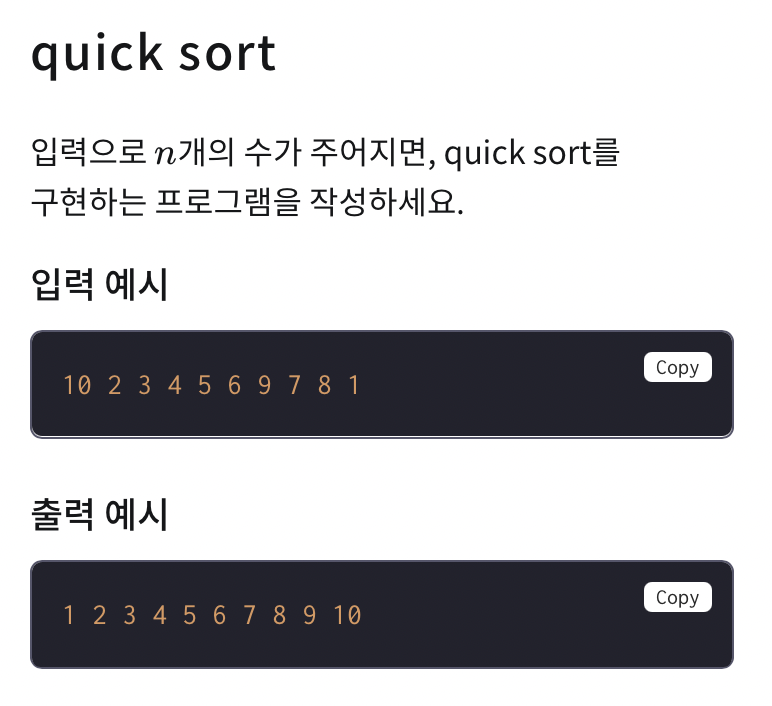 quick sort
입력으로 n개의 수가 주어지면, quick sort를
구현하는 프로그램을 작성하세요.
입력 예시
Copy
10 2 3 4 5 6 9 7 8 1
출력 예시
Copy
1 2 3 4 5 6 7 8 9 10